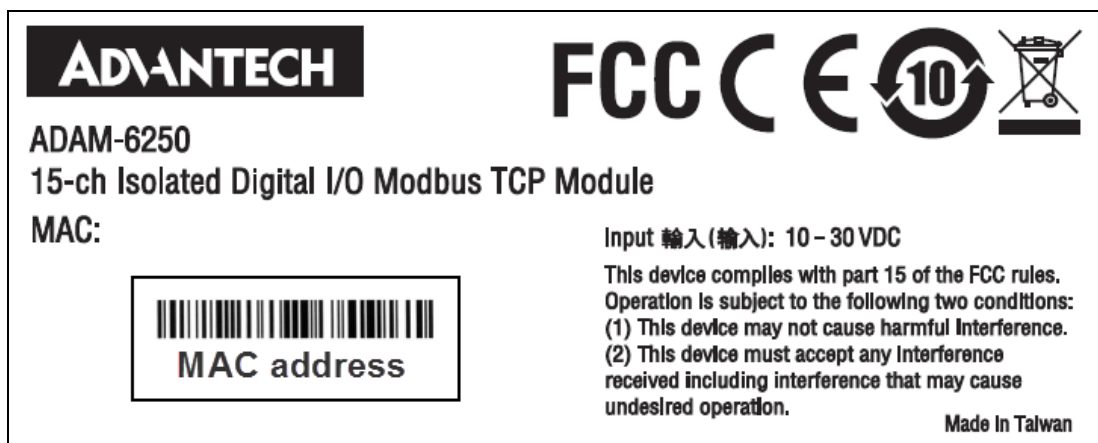 ADVANTECH
FCC CE 10
ADAM-6250
15-ch Isolated Digital I/O Modbus TCP Module
MAC:
MAC address
Input 輸入(输入): 10 – 30 VDC
This device complies with part 15 of the FCC rules.
Operation is subject to the following two conditions:
(1) This device may not cause harmful interference.
(2) This device must accept any interference
received including interference that may cause
undesired operation.
Made in Taiwan